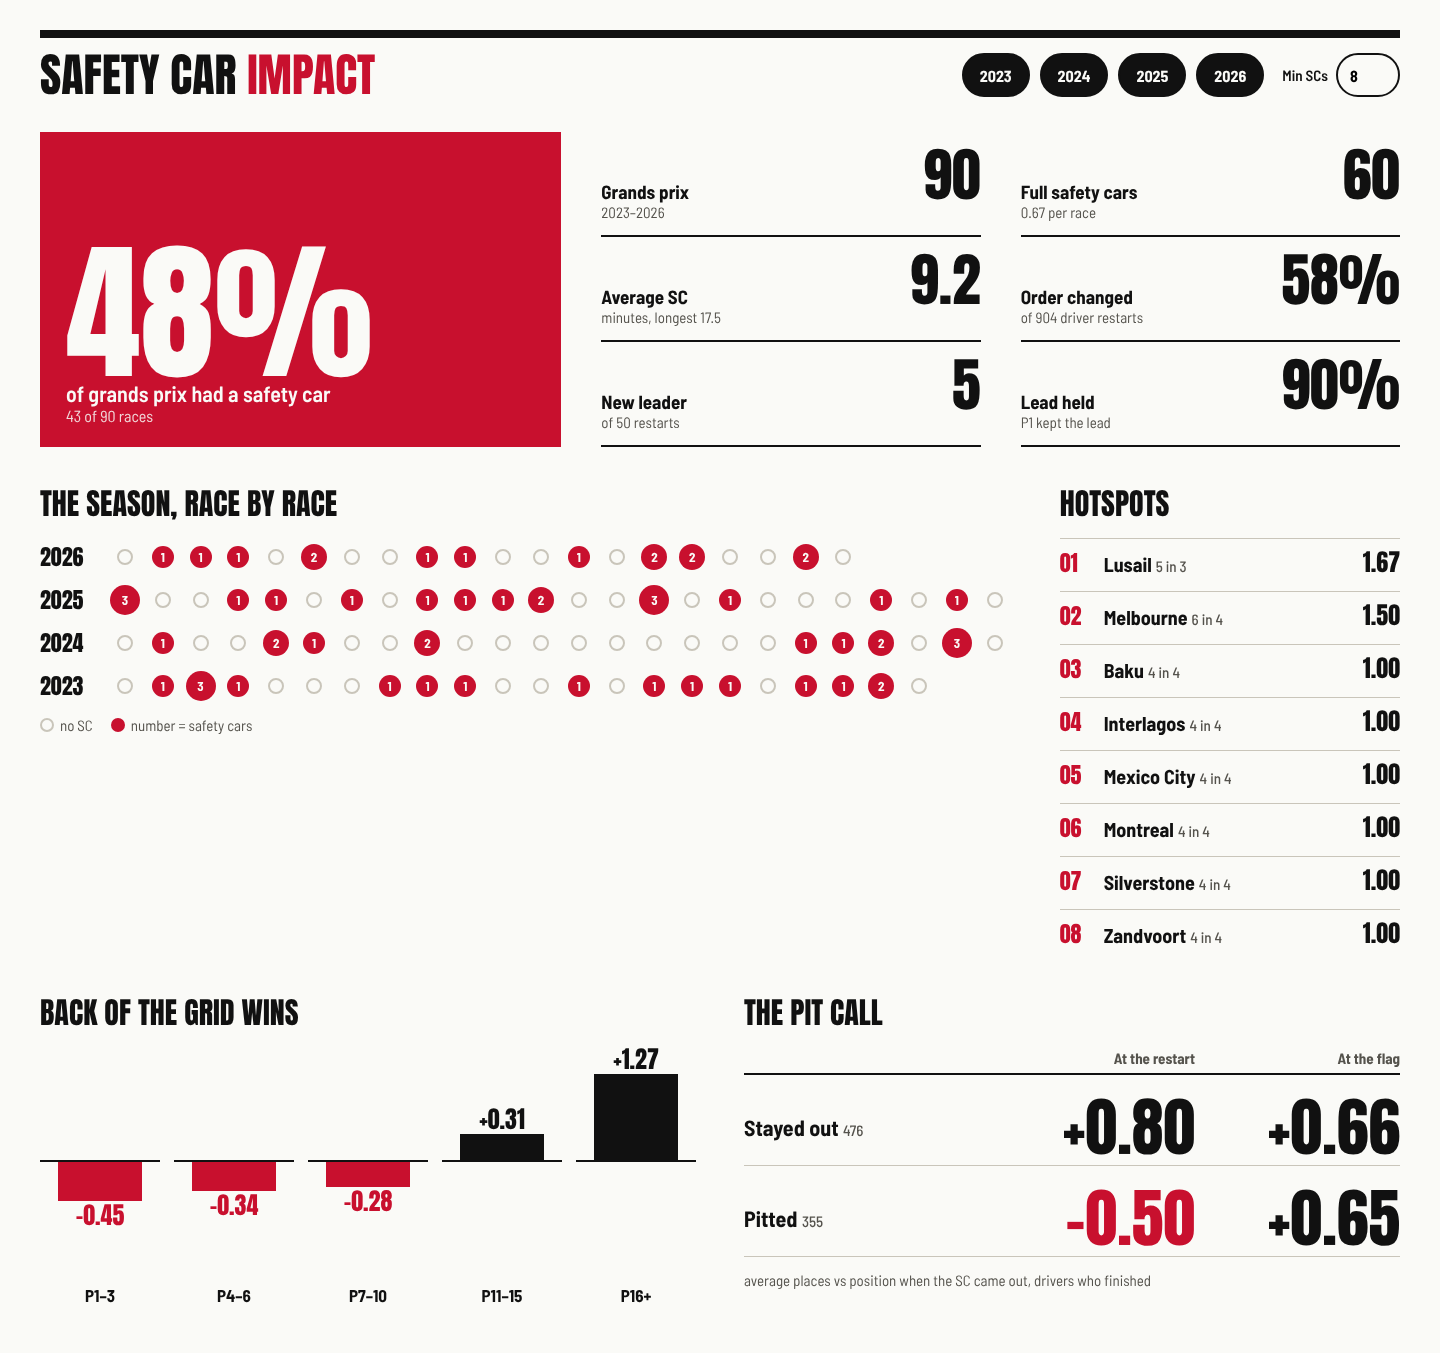 SAFETY CAR IMPACT
2023 2024 2025 2026 Min SCs 8
48%
of grands prix had a safety car
43 of 90 races
Grands prix 90
2023–2026
Full safety cars 60
0.67 per race
Average SC 9.2
minutes, longest 17.5
Order changed 58%
of 904 driver restarts
New leader 5
of 50 restarts
Lead held 90%
P1 kept the lead
THE SEASON, RACE BY RACE
2026 1 1 1 2 1 1 1 2 2 2
2025 3 1 1 1 1 1 1 2 3 1 1 1
2024 1 2 1 2 1 1 2 3
2023 1 3 1 1 1 1 1 1 1 1 1 1 2
no SC number = safety cars
HOTSPOTS
01 Lusail 5 in 3 1.67
02 Melbourne 6 in 4 1.50
03 Baku 4 in 4 1.00
04 Interlagos 4 in 4 1.00
05 Mexico City 4 in 4 1.00
06 Montreal 4 in 4 1.00
07 Silverstone 4 in 4 1.00
08 Zandvoort 4 in 4 1.00
BACK OF THE GRID WINS
-0.45 -0.34 -0.28 +0.31 +1.27
P1–3 P4–6 P7–10 P11–15 P16+
THE PIT CALL
At the restart At the flag
Stayed out 476 +0.80 +0.66
Pitted 355 -0.50 +0.65
average places vs position when the SC came out, drivers who finished